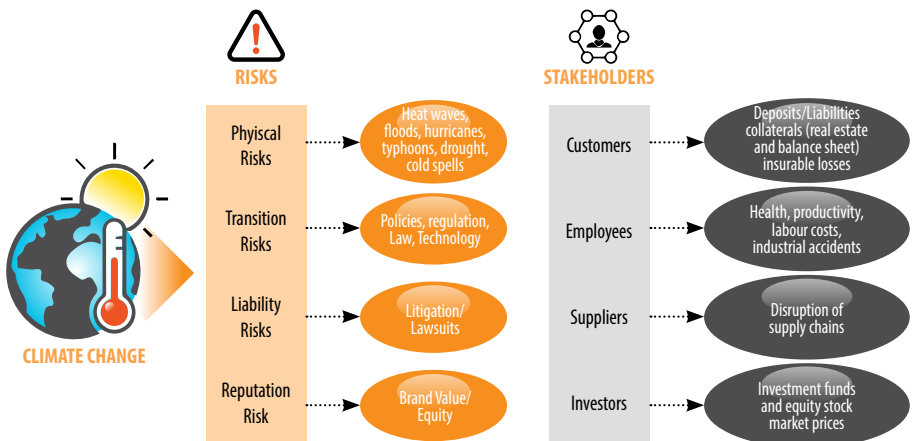 RISKS
STAKEHOLDERS
CLIMATE CHANGE
Phyiscal
Risks
Heat waves,
floods, hurricanes,
typhoons, drought,
cold spells
Transition
Risks
Policies, regulation,
Law, Technology
Liability
Risks
Litigation/
Lawsuits
Reputation
Risk
Brand Value/
Equity
Customers
Deposits/Liabilities
collaterals (real estate
and balance sheet)
insurable losses
Employees
Health, productivity,
labour costs,
industrial accidents
Suppliers
Disruption of
supply chains
Investors
Investment funds
and equity stock
market prices